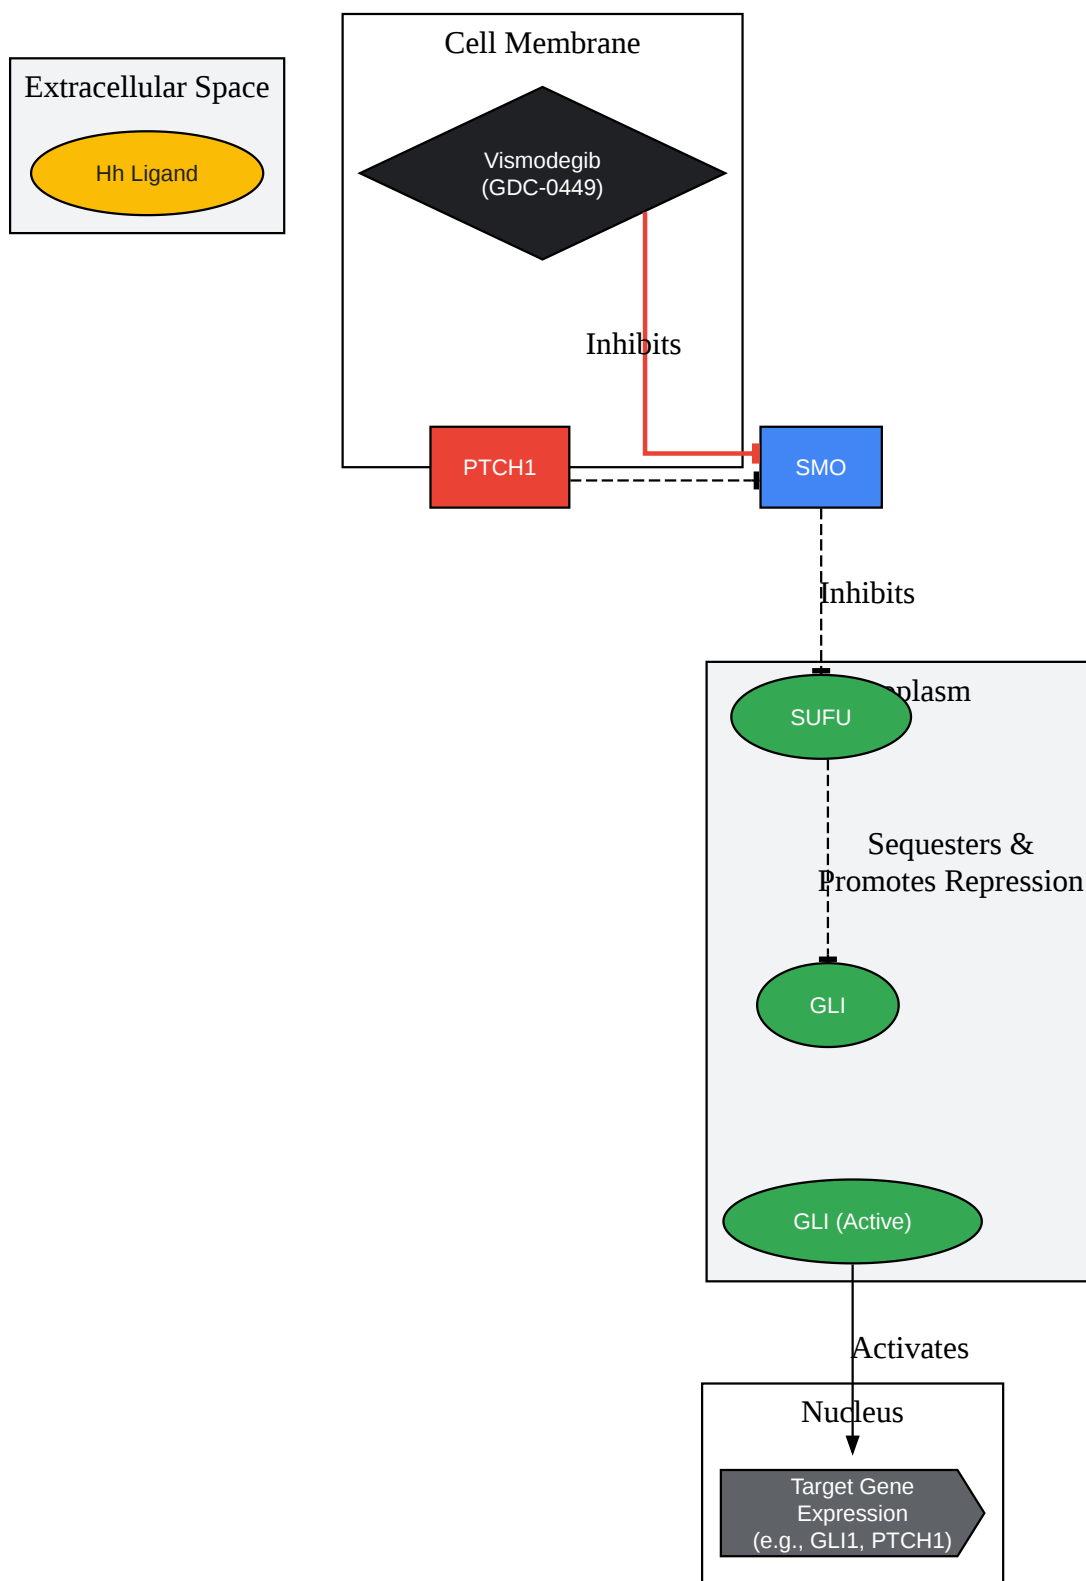 Cell Membrane
Extracellular Space
Hh Ligand
Vismodegib
(GDC-0449)
Inhibits
PTCH1
SMO
Inhibits
SUFU
Sequesters &
Promotes Repression
GLI
GLI (Active)
Activates
Nucleus
Target Gene
Expression
(e.g., GLI1, PTCH1)